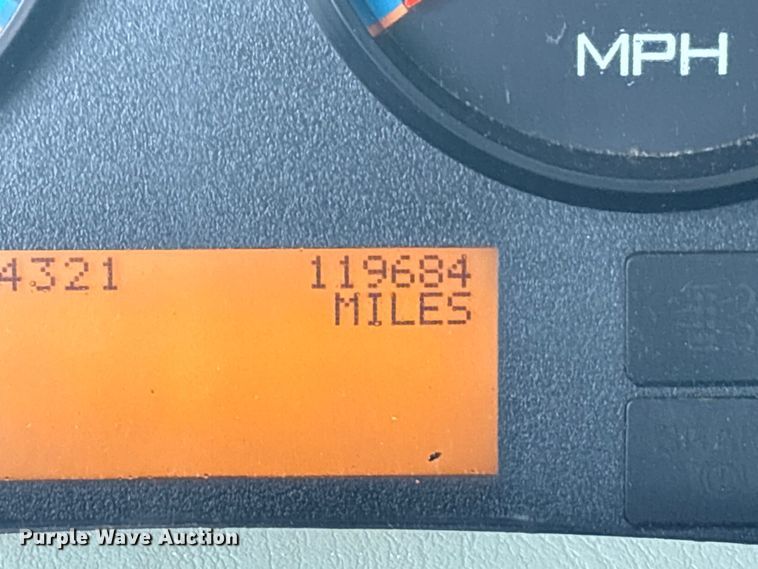 MPH
4321 119684
MILES
Purple Wave Auction